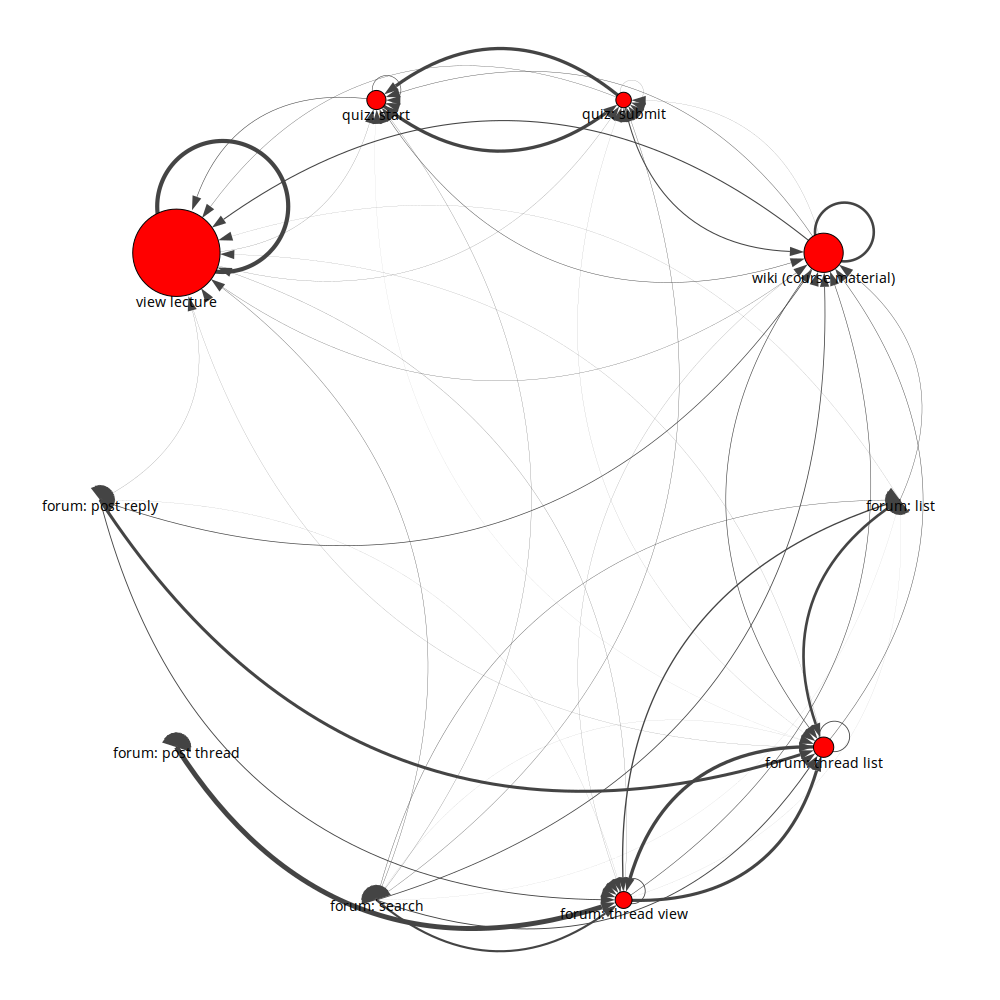 quiz: start
quiz: submit
view lecture
wiki (course material)
forum: post reply
forum: list
forum: post thread
forum: thread list
forum: search
forum: thread view